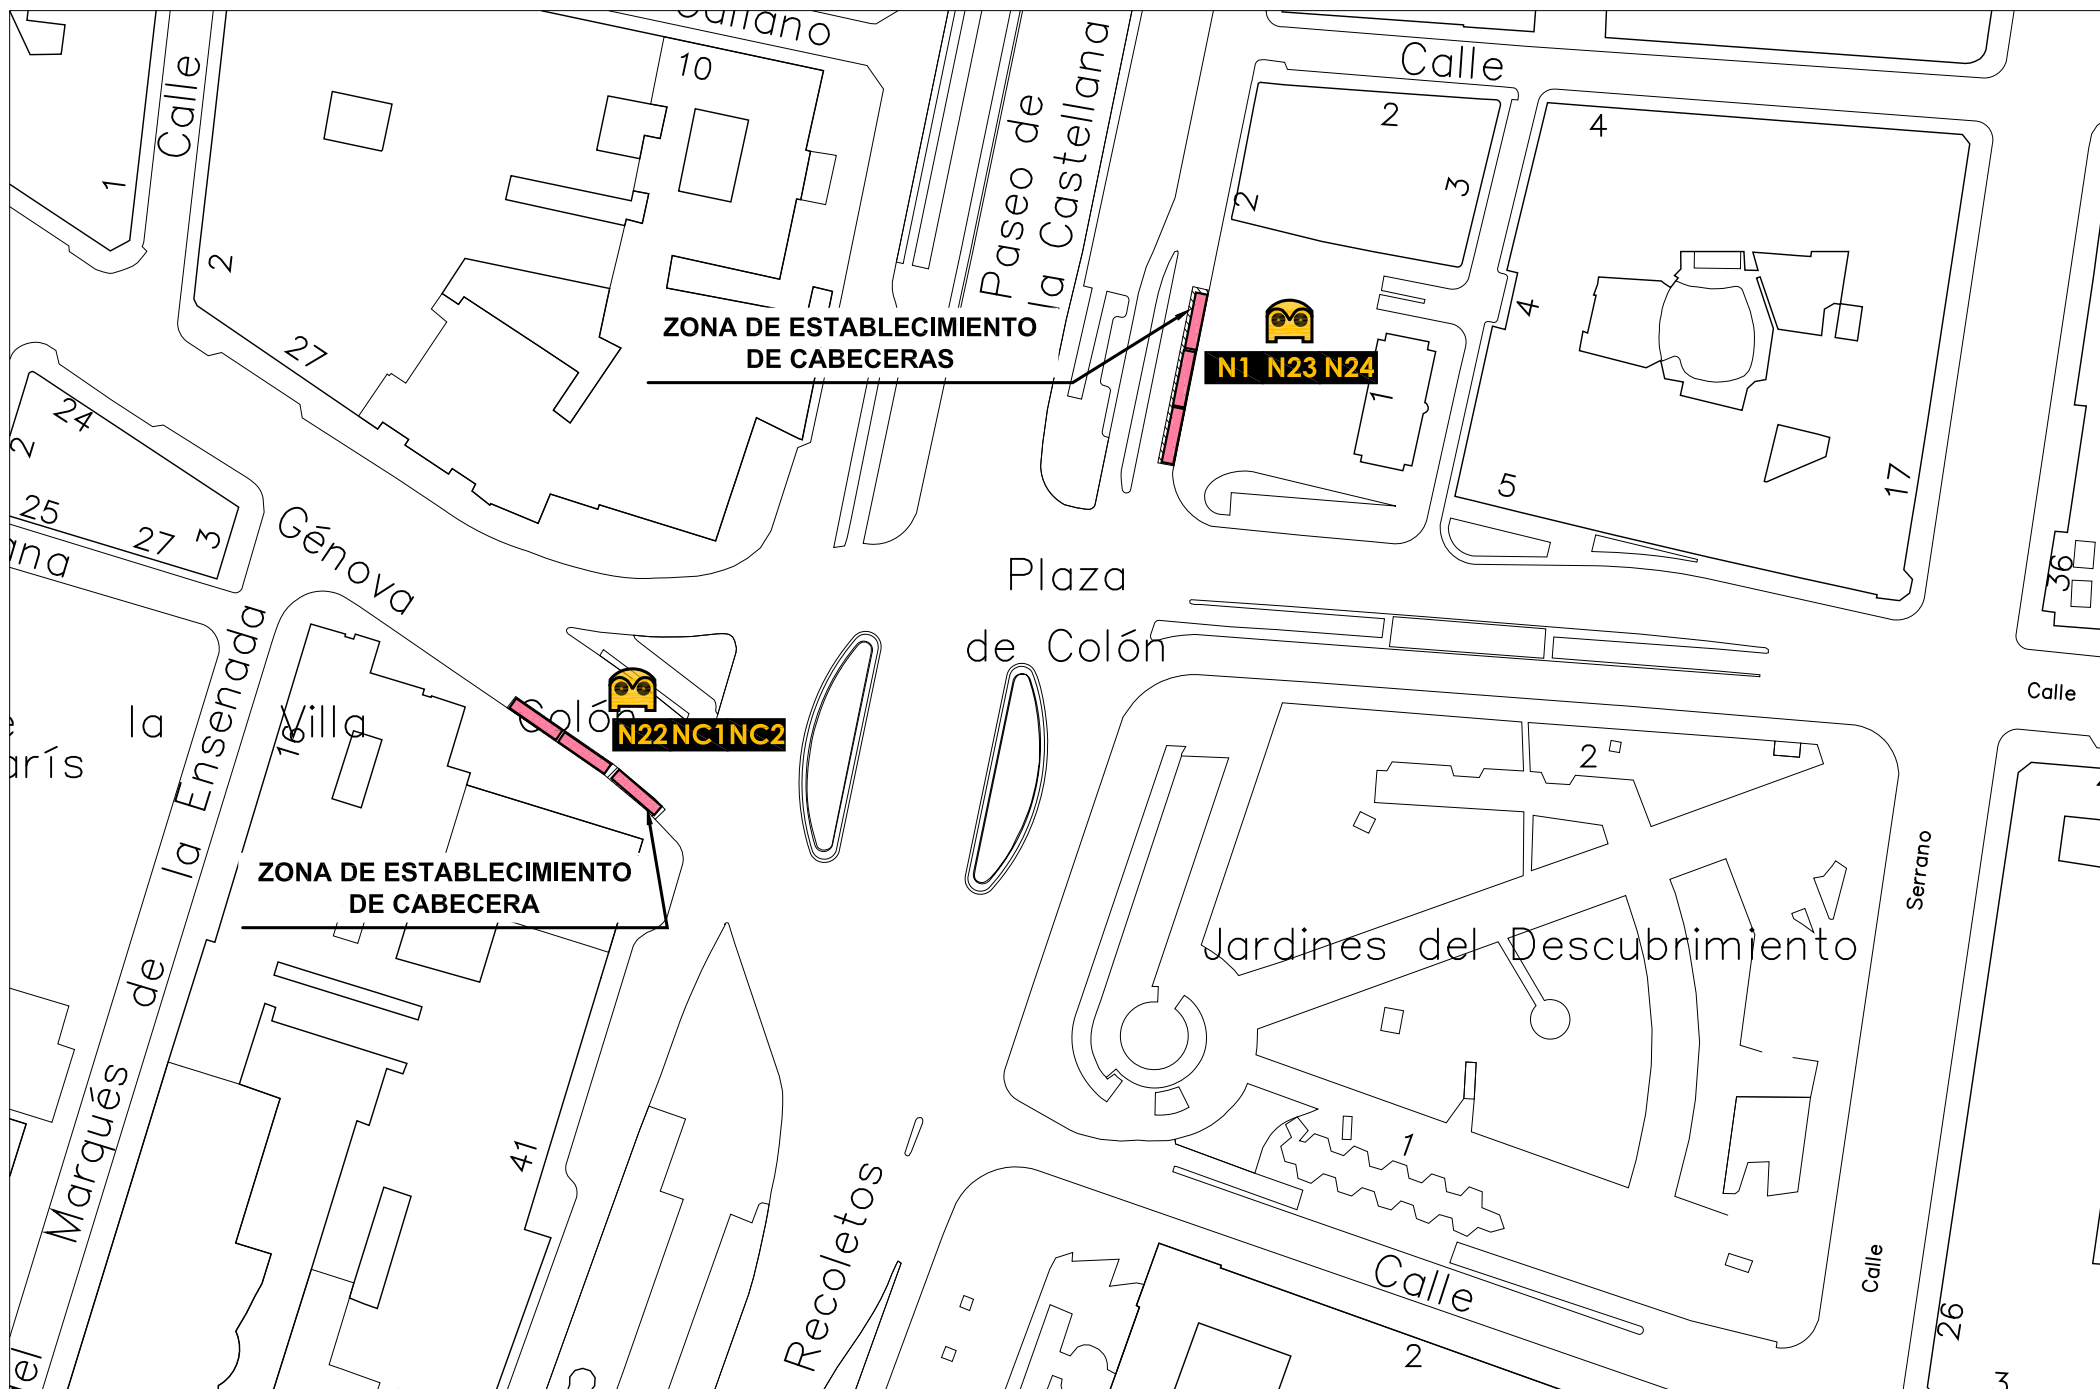 Calle
10
Calle
Paseo de
la Castellana
2
4
1
2
3
2
27
4
ZONA DE ESTABLECIMIENTO
DE CABECERAS
N1 N23 N24
1
24
2
25
27
3
5
17
Génova
Plaza
de Colón
36
Calle
la Villa
16
Colón
N22 NC1 NC2
2
Marqués de la Ensenada
ZONA DE ESTABLECIMIENTO
DE CABECERA
Serrano
Jardines del Descubrimiento
41
1
Recoletos
Calle
Calle
26
2
3